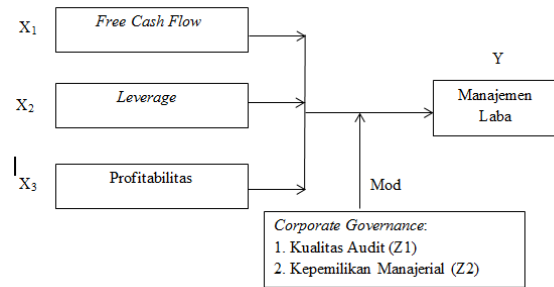 X1
Free Cash Flow
X2
Leverage
X3
Profitabilitas
Y
Manajemen
Laba
Mod
Corporate Governance:
1. Kualitas Audit (Z1)
2. Kepemilikan Manajerial (Z2)